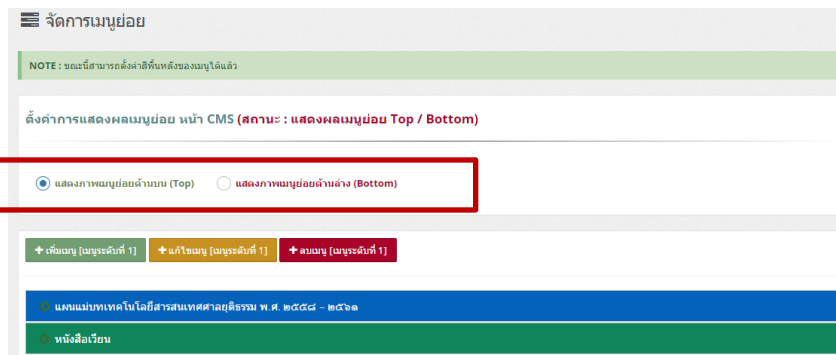 จัดการเมนูย่อย
NOTE : ขณะนี้สามารถตั้งค่าสีพื้นหลังของเมนูได้แล้ว
ตั้งค่าการแสดงผลเมนูย่อย หน้า CMS (สถานะ : แสดงผลเมนูย่อย Top / Bottom)
แสดงภาพเมนูย่อยด้านบน (Top) แสดงภาพเมนูย่อยด้านล่าง (Bottom)
+ เพิ่มเมนู [เมนูระดับที่ 1] + แก้ไขเมนู [เมนูระดับที่ 1] + ลบเมนู [เมนูระดับที่ 1]
แผนแม่บทเทคโนโลยีสารสนเทศศาลยุติธรรม พ.ศ. ๒๕๕๘ – ๒๕๖๑
หนังสือเวียน